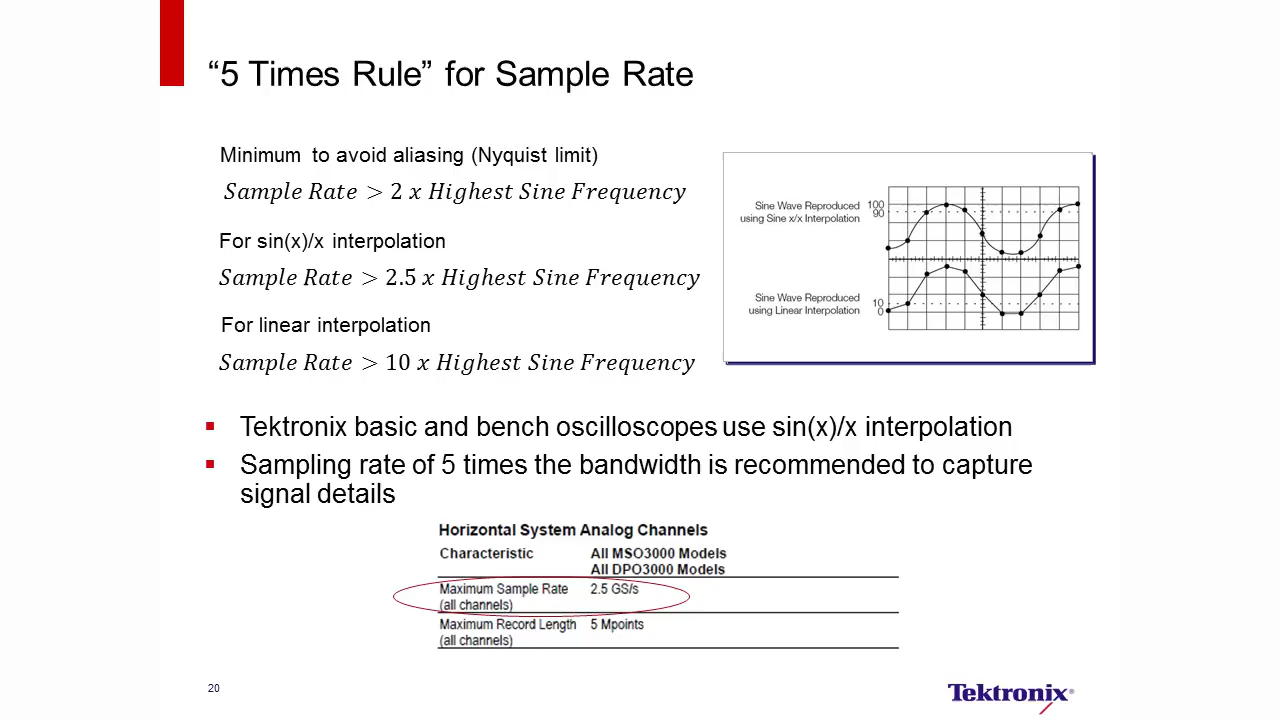 “5 Times Rule” for Sample Rate
Minimum to avoid aliasing (Nyquist limit)
Sample Rate > 2 x Highest Sine Frequency
For sin(x)/x interpolation
Sample Rate > 2.5 x Highest Sine Frequency
For linear interpolation
Sample Rate > 10 x Highest Sine Frequency
Sine Wave Reproduced
using Sine x/x Interpolation
100
90
Sine Wave Reproduced
using Linear Interpolation
10
0
▪ Tektronix basic and bench oscilloscopes use sin(x)/x interpolation
▪ Sampling rate of 5 times the bandwidth is recommended to capture
signal details
Horizontal System Analog Channels
Characteristic All MSO3000 Models
All DPO3000 Models
Maximum Sample Rate 2.5 GS/s
(all channels)
Maximum Record Length 5 Mpoints
(all channels)
20
Tektronix®